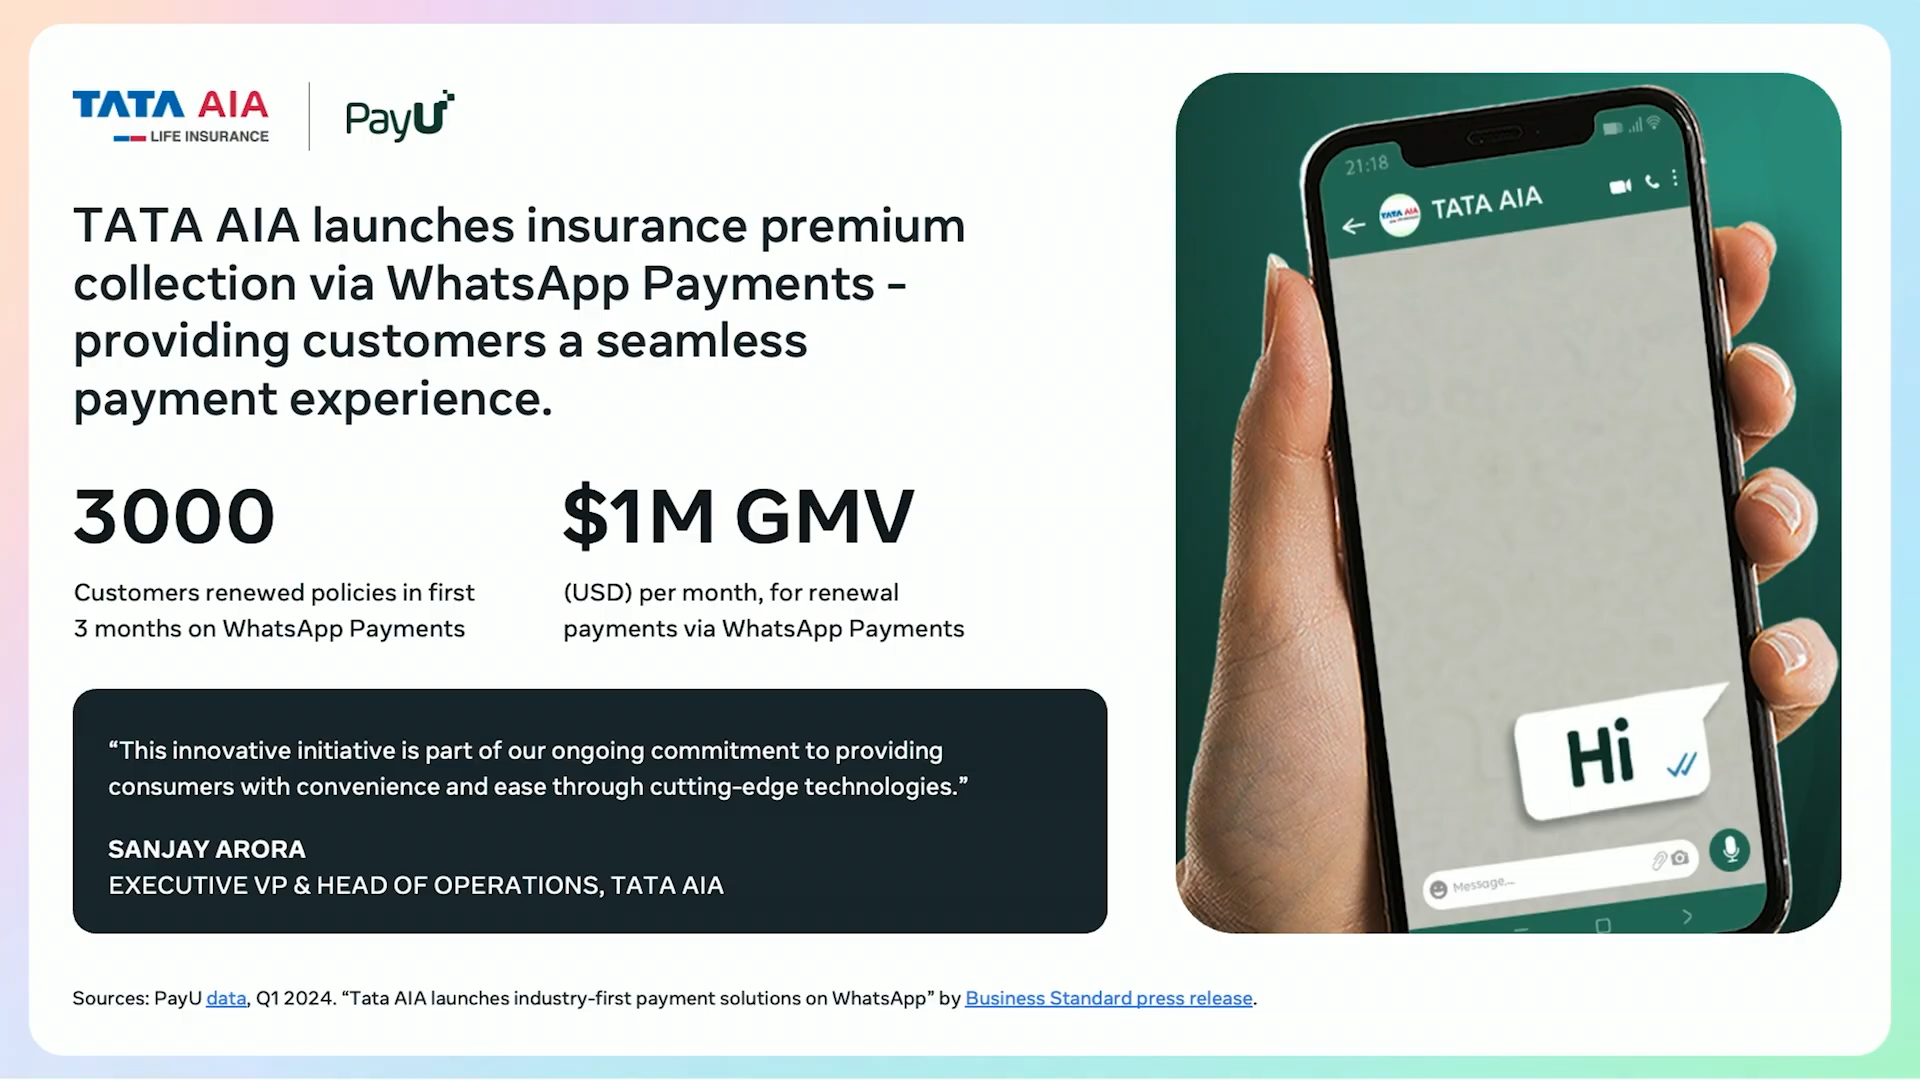 TATA AIA
LIFE INSURANCE
PayU
TATA AIA launches insurance premium
collection via WhatsApp Payments -
providing customers a seamless
payment experience.
3000
Customers renewed policies in first
3 months on WhatsApp Payments
$1M GMV
(USD) per month, for renewal
payments via WhatsApp Payments
“This innovative initiative is part of our ongoing commitment to providing
consumers with convenience and ease through cutting-edge technologies.”
SANJAY ARORA
EXECUTIVE VP & HEAD OF OPERATIONS, TATA AIA
Sources: PayU data, Q1 2024. “Tata AIA launches industry-first payment solutions on WhatsApp” by Business Standard press release.
21:18
TATA AIA
TATA AIA
Hi
Message...